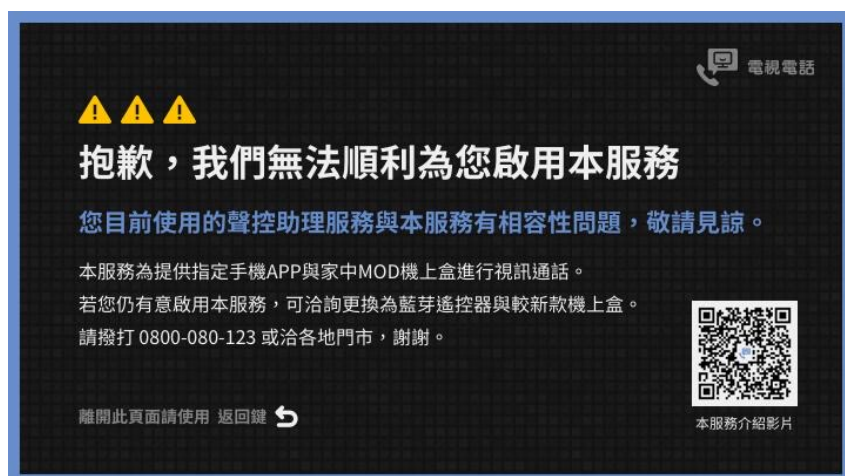 電視電話
抱歉，我們無法順利為您啟用本服務
您目前使用的聲控助理服務與本服務有相容性問題，敬請見諒。
本服務為提供指定手機APP與家中MOD機上盒進行視訊通話。
若您仍有意啟用本服務，可洽詢更換為藍芽遙控器與較新款機上盒。
請撥打 0800-080-123 或洽各地門市，謝謝。
離開此頁面請使用 返回鍵
本服務介紹影片